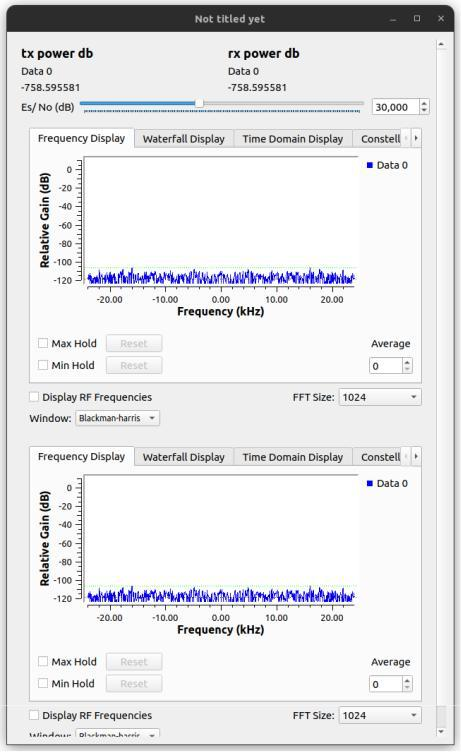 Not titled yet
tx power db rx power db
Data 0 Data 0
-758.595581 -758.595581
Es/ No (dB) 30,000
Frequency Display Waterfall Display Time Domain Display Constell
Relative Gain (dB)
0
-20
-40
-60
-80
-100
-120
Data 0
-20.00 -10.00 0.00 10.00 20.00
Frequency (kHz)
Max Hold Reset Average
Min Hold Reset 0
Display RF Frequencies FFT Size: 1024
Window: Blackman-harris
Frequency Display Waterfall Display Time Domain Display Constell
Relative Gain (dB)
0
-20
-40
-60
-80
-100
-120
Data 0
-20.00 -10.00 0.00 10.00 20.00
Frequency (kHz)
Max Hold Reset Average
Min Hold Reset 0
Display RF Frequencies FFT Size: 1024
Window: Blackman-harris